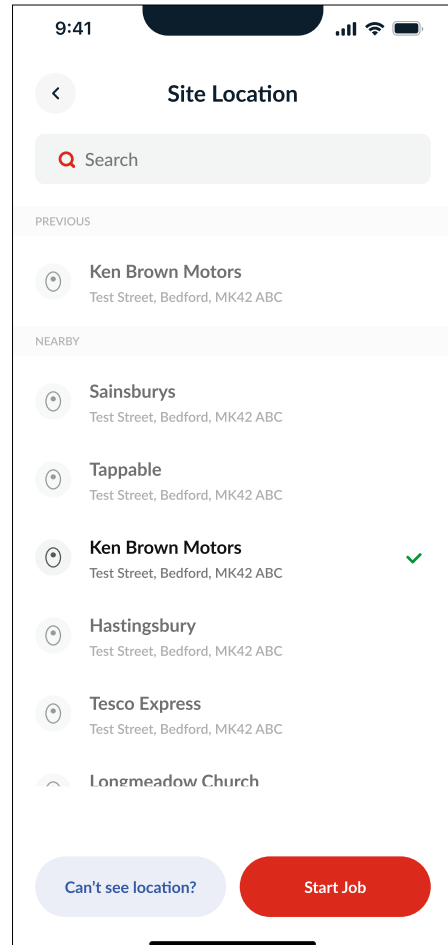 9:41
Site Location
Search
PREVIOUS
Ken Brown Motors
Test Street, Bedford, MK42 ABC
NEARBY
Sainsburys
Test Street, Bedford, MK42 ABC
Tappable
Test Street, Bedford, MK42 ABC
Ken Brown Motors
Test Street, Bedford, MK42 ABC
Hastingsbury
Test Street, Bedford, MK42 ABC
Tesco Express
Test Street, Bedford, MK42 ABC
Longmeadow Church
Can't see location?
Start Job